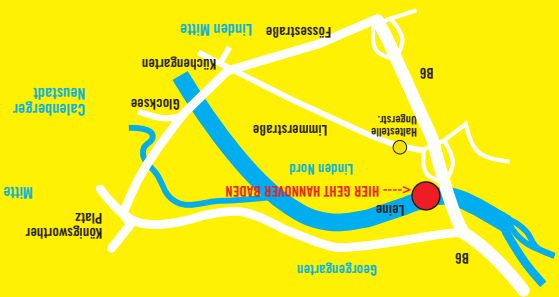 Georgengarten
B6
Königworther
Platz
Leine
<---- HIER GEHT HANNOVER BADEN
Mitte
Linden Nord
Haltestelle
Ungerstr.
Limmerstraße
Glocksee
Calenberger
Neustadt
B6
Küchengarten
Fössestraße
Linden Mitte